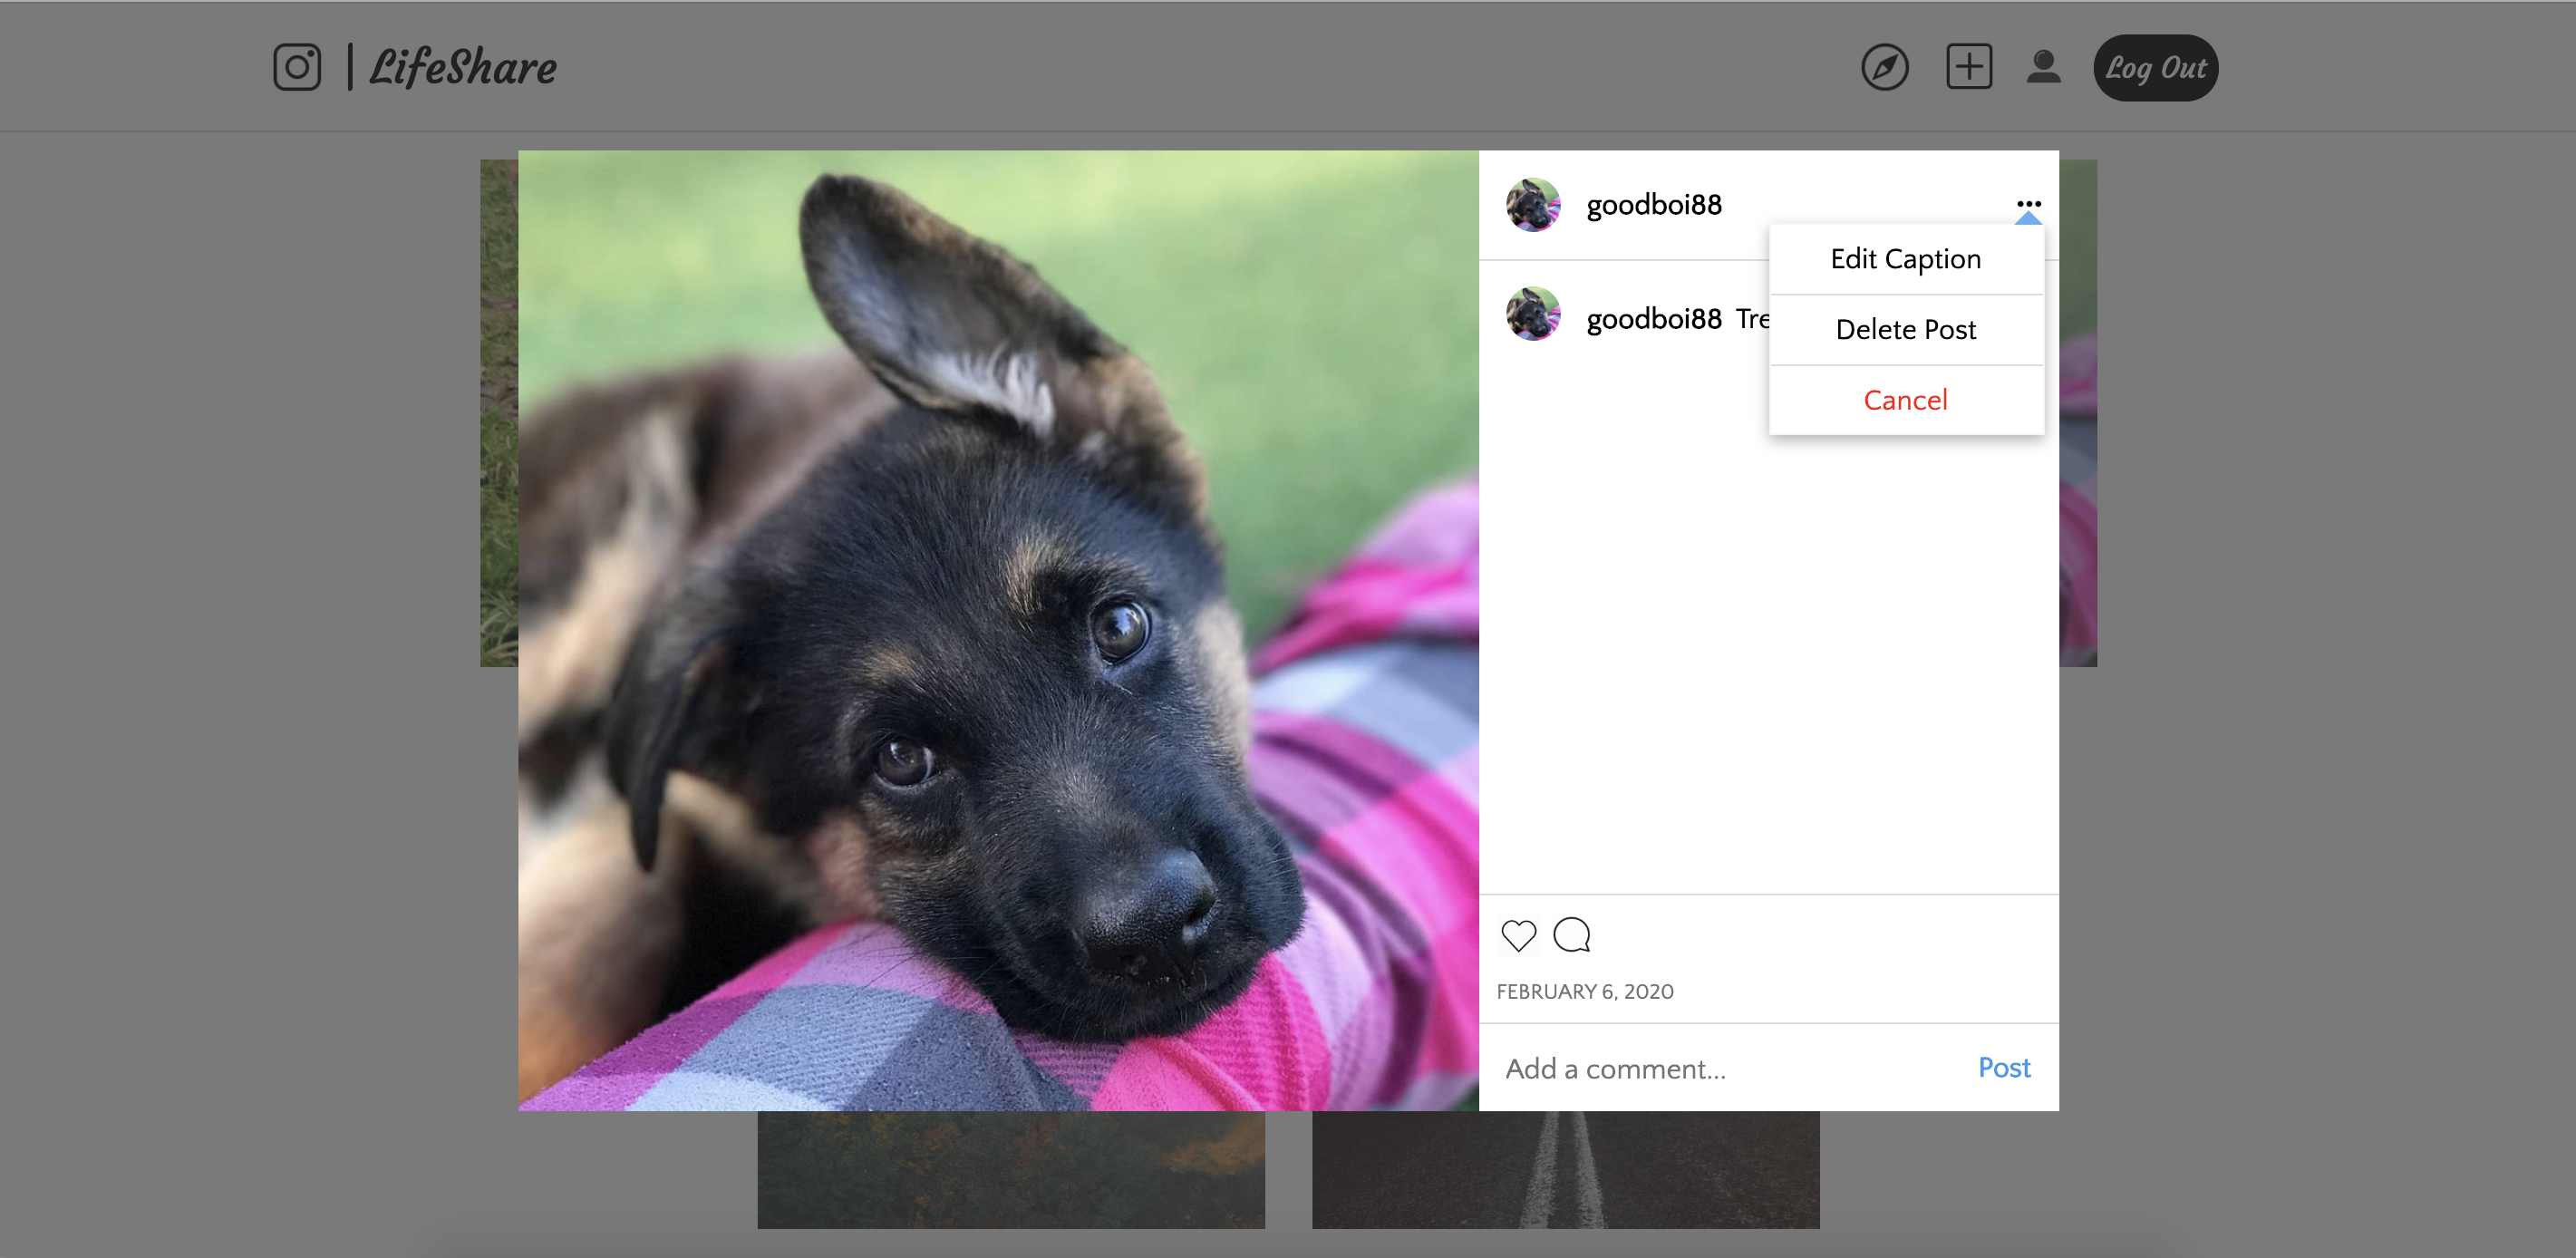 | LifeShare
Log Out
goodboi88
Edit Caption
goodboi88 Tre
Delete Post
Cancel
FEBRUARY 6, 2020
Add a comment...
Post